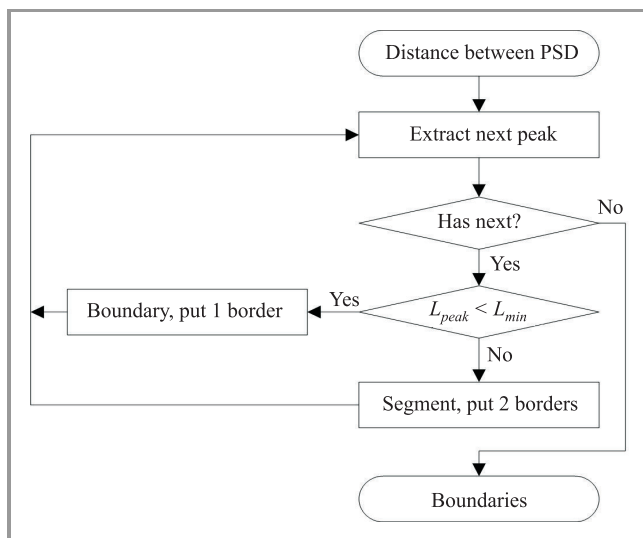 Distance between PSD
Extract next peak
Has next?
No
Yes
L_peak < L_min
Yes
Boundary, put 1 border
No
Segment, put 2 borders
Boundaries